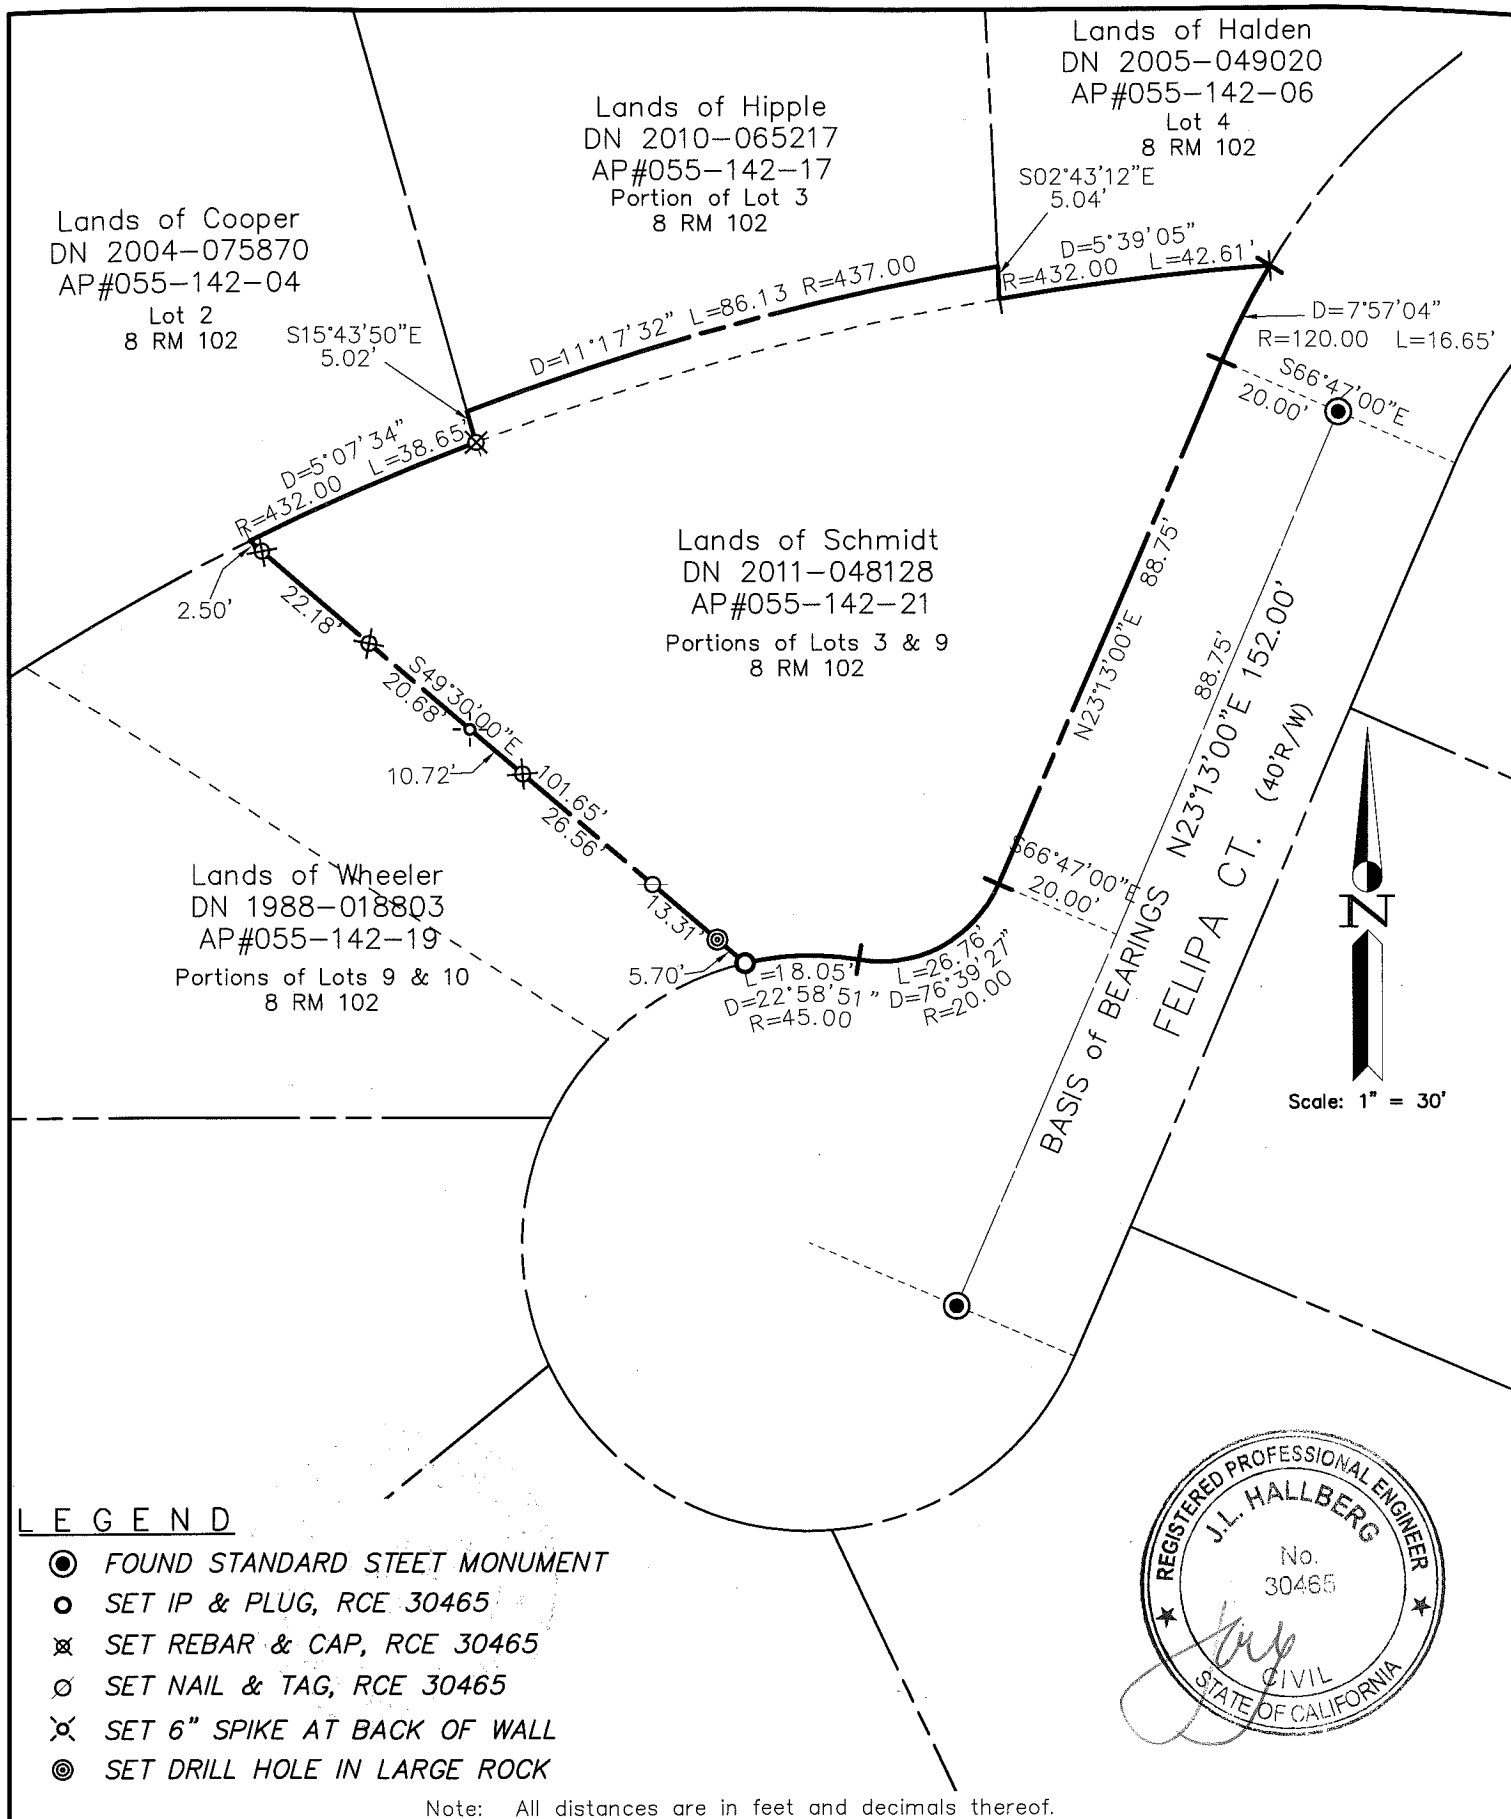 Lands of Halden
DN 2005-049020
AP#055-142-06
Lot 4
8 RM 102
Lands of Hipple
DN 2010-065217
AP#055-142-17
Portion of Lot 3
8 RM 102
S02°43'12"E
5.04'
Lands of Cooper
DN 2004-075870
AP#055-142-04
Lot 2
8 RM 102
S15°43'50"E
5.02'
D=11°17'32" L=86.13 R=437.00
D=5°39'05"
R=432.00 L=42.61'
D=7°57'04"
R=120.00 L=16.65'
S66°47'00"E
20.00'
D=5°07'34"
R=432.00 L=38.65'
2.50'
22.18'
Lands of Schmidt
DN 2011-048128
AP#055-142-21
Portions of Lots 3 & 9
8 RM 102
S49°30'00"E
20.68'
10.72'
101.65'
26.56'
N23°13'00"E 88.75'
88.75'
BASIS of BEARINGS N23°13'00"E 152.00'
FELIPA CT. (40'R/W)
S66°47'00"E
20.00'
Lands of Wheeler
DN 1988-018803
AP#055-142-19
Portions of Lots 9 & 10
8 RM 102
13.31'
5.70'
L=18.05'
D=22°58'51"
R=45.00
L=26.76'
D=76°39'27"
R=20.00
N
Scale: 1" = 30'
LEGEND
FOUND STANDARD STEET MONUMENT
SET IP & PLUG, RCE 30465
SET REBAR & CAP, RCE 30465
SET NAIL & TAG, RCE 30465
SET 6" SPIKE AT BACK OF WALL
SET DRILL HOLE IN LARGE ROCK
REGISTERED PROFESSIONAL ENGINEER
J.L. HALLBERG
No.
30465
CIVIL
STATE OF CALIFORNIA
Note: All distances are in feet and decimals thereof.